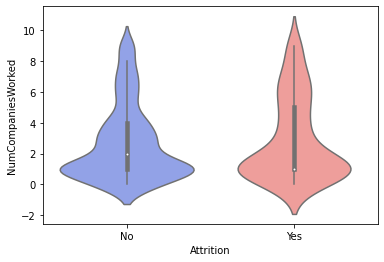 10
8
6
4
2
0
−2
NumCompaniesWorked
No
Yes
Attrition